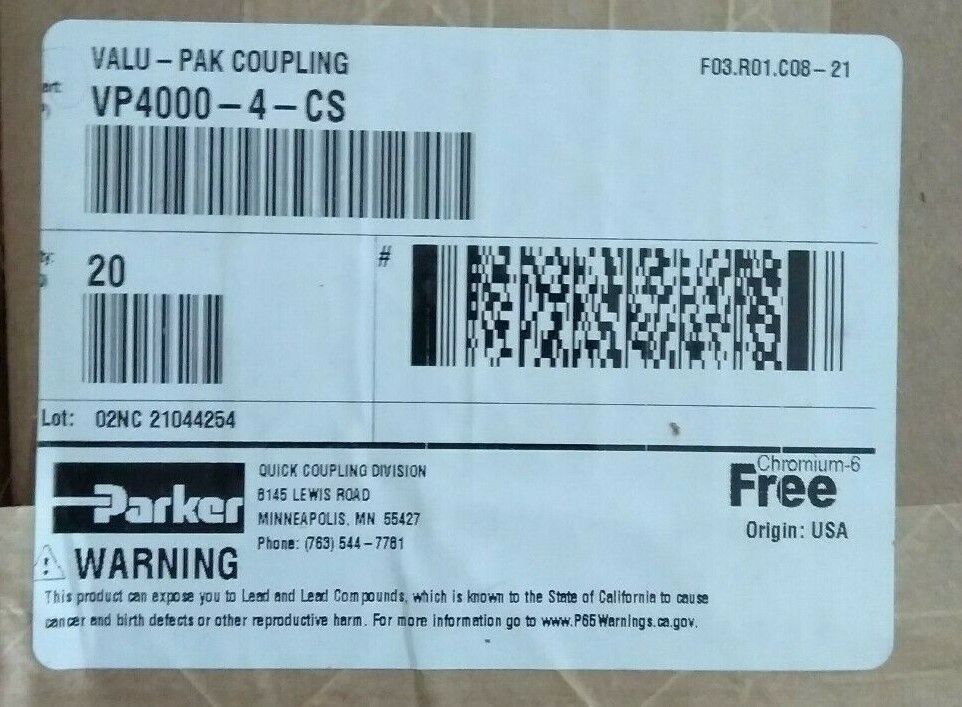 VALU - PAK COUPLING
F03.R01.C08 - 21
VP4000 - 4 - CS
20
#
Lot: 02NC 21044254
Parker
QUICK COUPLING DIVISION
8145 LEWIS ROAD
MINNEAPOLIS, MN 55427
Phone: (763) 544 - 7781
Chromium-6
Free
Origin: USA
WARNING
This product can expose you to Lead and Lead Compounds, which is known to the State of California to cause
cancer and birth defects or other reproductive harm. For more information go to www.P65Warnings.ca.gov.